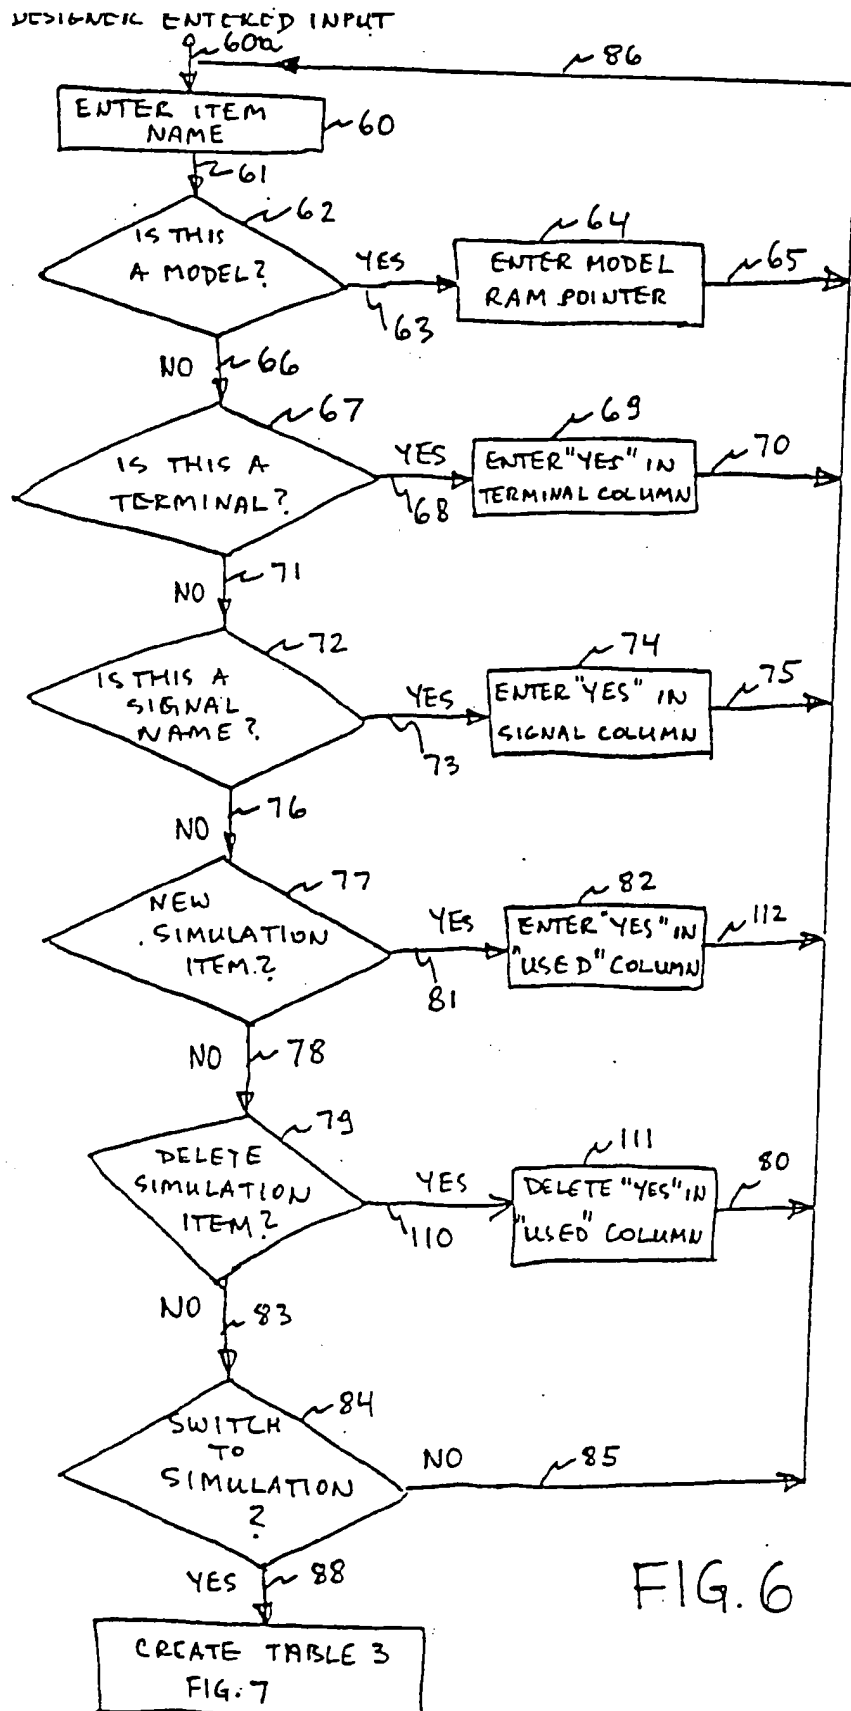 DESIGNER ENTERED INPUT
60a
86
ENTER ITEM
NAME
60
61
62
IS THIS
A MODEL?
YES
63
64
ENTER MODEL
RAM POINTER
65
NO
66
67
IS THIS A
TERMINAL?
YES
68
69
ENTER "YES" IN
TERMINAL COLUMN
70
NO
71
72
IS THIS A
SIGNAL
NAME?
YES
73
74
ENTER "YES" IN
SIGNAL COLUMN
75
NO
76
77
NEW
SIMULATION
ITEM?
YES
81
82
ENTER "YES" IN
"USED" COLUMN
112
NO
78
79
DELETE
SIMULATION
ITEM?
YES
110
111
DELETE "YES" IN
"USED" COLUMN
80
NO
83
84
SWITCH
TO
SIMULATION
?
NO
85
YES
88
CREATE TABLE 3
FIG. 7
FIG. 6